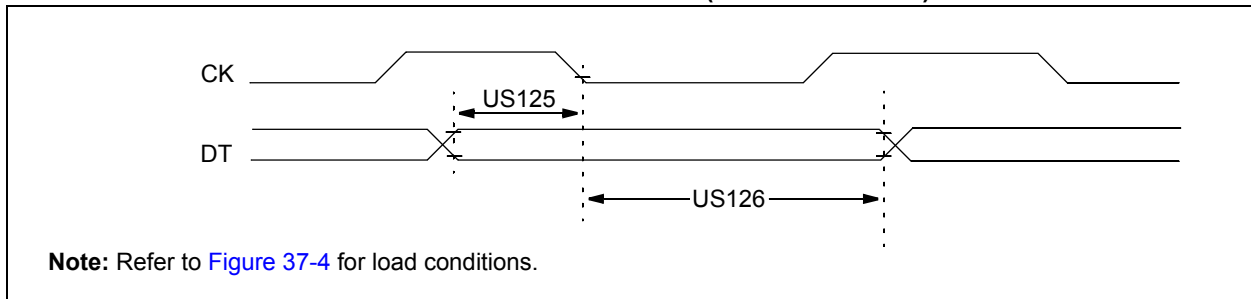 CK
US125
DT
US126
Note: Refer to Figure 37-4 for load conditions.